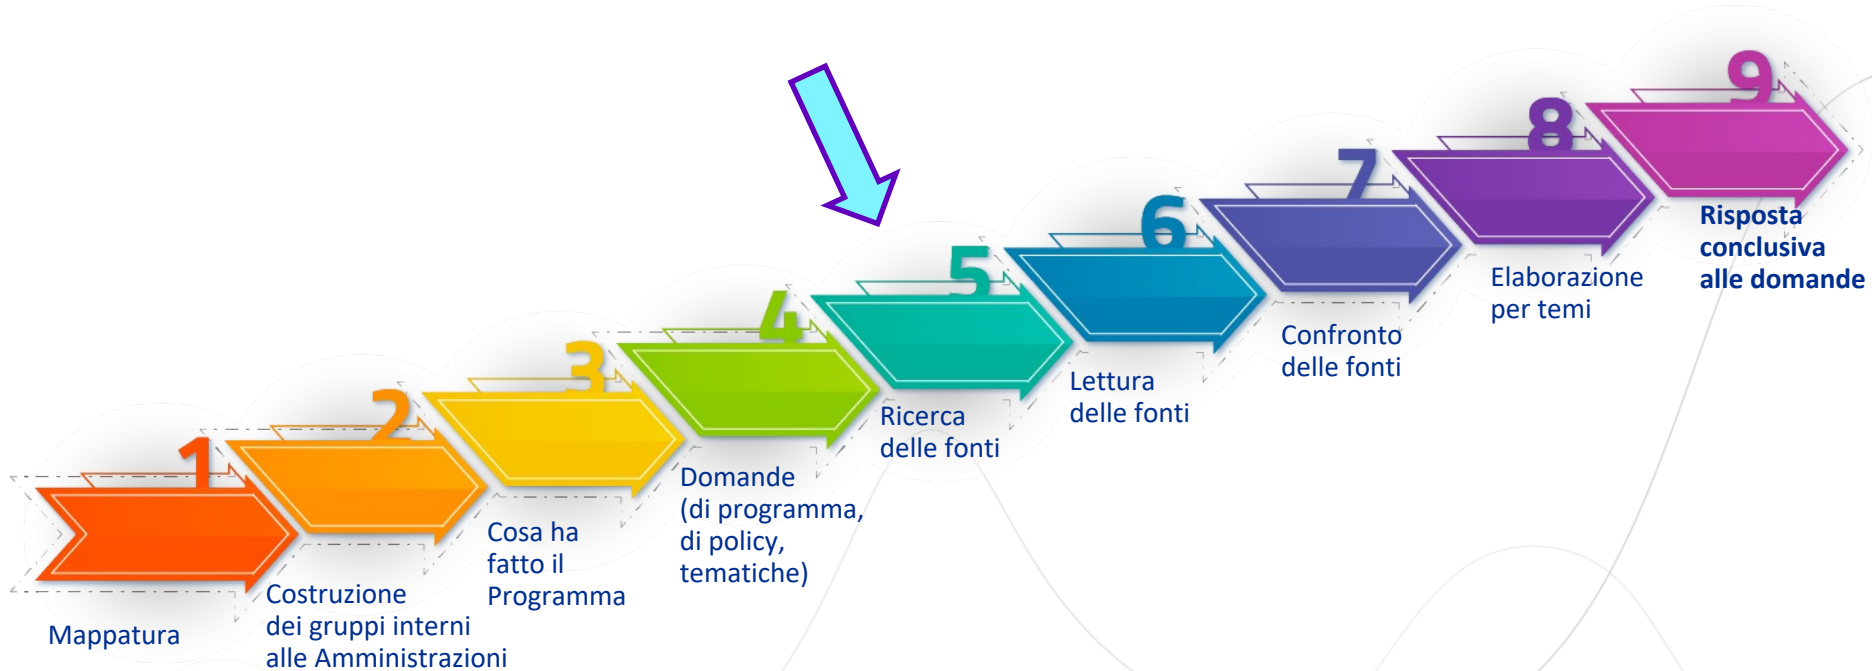 1
Mappatura
2
Costruzione
dei gruppi interni
alle Amministrazioni
3
Cosa ha
fatto il
Programma
4
Domande
(di programma,
di policy,
tematiche)
5
Ricerca
delle fonti
6
Lettura
delle fonti
7
Confronto
delle fonti
8
Elaborazione
per temi
9
Risposta
conclusiva
alle domande